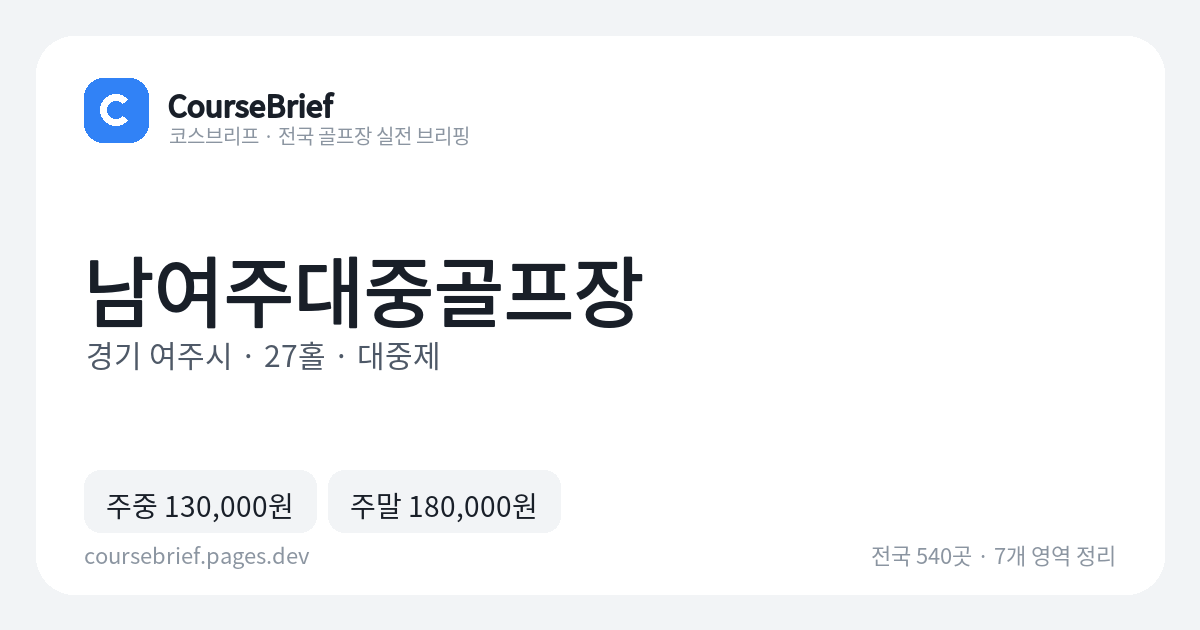 CourseBrief
코스브리프 · 전국 골프장 실전 브리핑
남여주대중골프장
경기 여주시 · 27홀 · 대중제
주중 130,000원 주말 180,000원
coursebrief.pages.dev 전국 540곳 · 7개 영역 정리